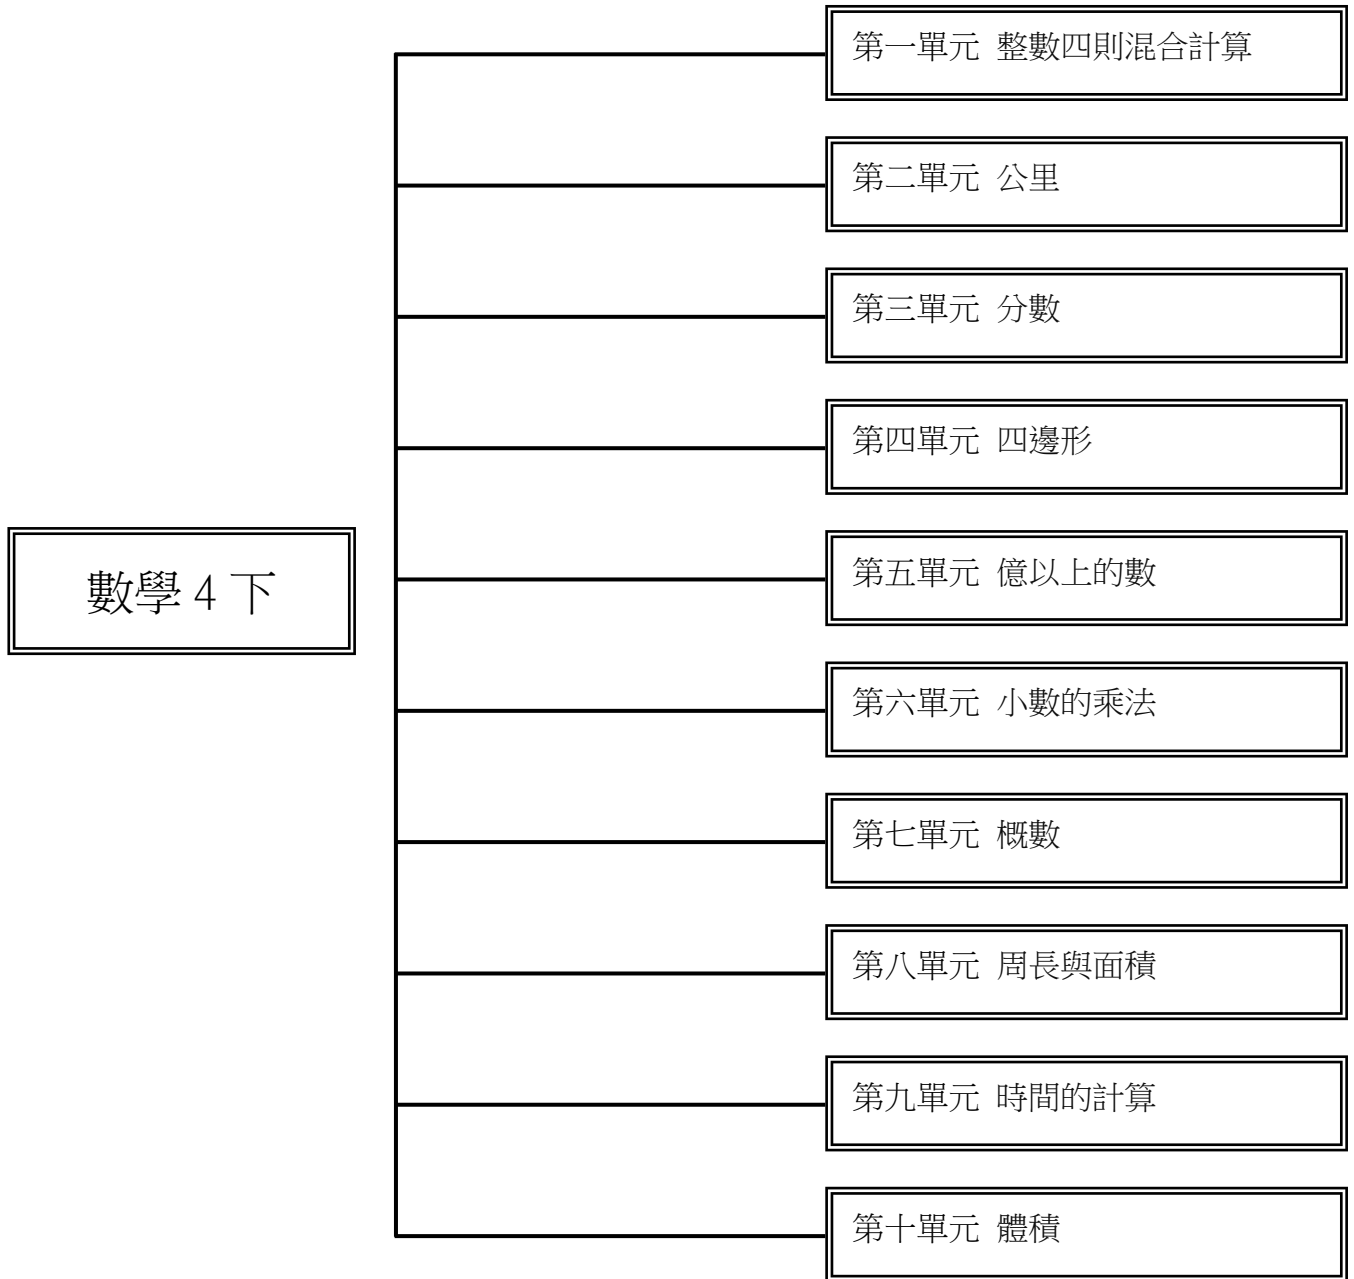 第一單元 整數四則混合計算
第二單元 公里
第三單元 分數
第四單元 四邊形
第五單元 億以上的數
數學 4 下
第六單元 小數的乘法
第七單元 概數
第八單元 周長與面積
第九單元 時間的計算
第十單元 體積